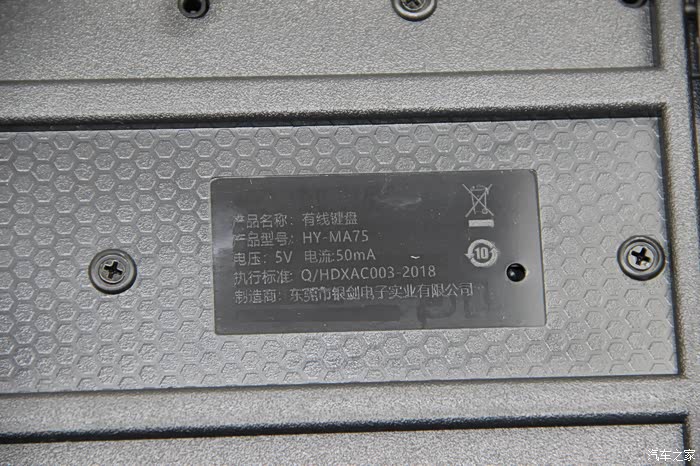 产品名称: 有线键盘
产品型号: HY-MA75
电压: 5V 电流:50mA
执行标准: Q/HDXAC003-2018
制造商: 东莞市银剑电子实业有限公司
10
汽车之家